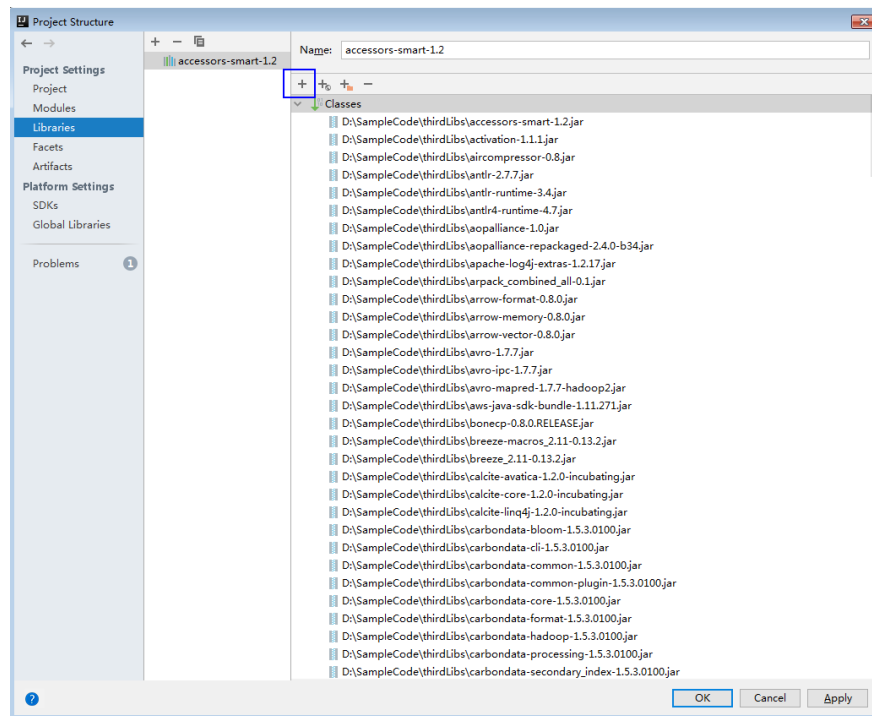 Project Structure
Project Settings
Project
Modules
Libraries
Facets
Artifacts
Platform Settings
SDKs
Global Libraries
Problems 1
accessors-smart-1.2
Name: accessors-smart-1.2
Classes
D:\SampleCode\thirdLibs\accessors-smart-1.2.jar
D:\SampleCode\thirdLibs\activation-1.1.1.jar
D:\SampleCode\thirdLibs\aircompressor-0.8.jar
D:\SampleCode\thirdLibs\antlr-2.7.7.jar
D:\SampleCode\thirdLibs\antlr-runtime-3.4.jar
D:\SampleCode\thirdLibs\antlr4-runtime-4.7.jar
D:\SampleCode\thirdLibs\aopalliance-1.0.jar
D:\SampleCode\thirdLibs\aopalliance-repackaged-2.4.0-b34.jar
D:\SampleCode\thirdLibs\apache-log4j-extras-1.2.17.jar
D:\SampleCode\thirdLibs\arpack_combined_all-0.1.jar
D:\SampleCode\thirdLibs\arrow-format-0.8.0.jar
D:\SampleCode\thirdLibs\arrow-memory-0.8.0.jar
D:\SampleCode\thirdLibs\arrow-vector-0.8.0.jar
D:\SampleCode\thirdLibs\avro-1.7.7.jar
D:\SampleCode\thirdLibs\avro-ipc-1.7.7.jar
D:\SampleCode\thirdLibs\avro-mapred-1.7.7-hadoop2.jar
D:\SampleCode\thirdLibs\aws-java-sdk-bundle-1.11.271.jar
D:\SampleCode\thirdLibs\bonecp-0.8.0.RELEASE.jar
D:\SampleCode\thirdLibs\breeze-macros_2.11-0.13.2.jar
D:\SampleCode\thirdLibs\breeze_2.11-0.13.2.jar
D:\SampleCode\thirdLibs\calcite-avatica-1.2.0-incubating.jar
D:\SampleCode\thirdLibs\calcite-core-1.2.0-incubating.jar
D:\SampleCode\thirdLibs\calcite-linq4j-1.2.0-incubating.jar
D:\SampleCode\thirdLibs\carbondata-bloom-1.5.3.0100.jar
D:\SampleCode\thirdLibs\carbondata-cli-1.5.3.0100.jar
D:\SampleCode\thirdLibs\carbondata-common-1.5.3.0100.jar
D:\SampleCode\thirdLibs\carbondata-common-plugin-1.5.3.0100.jar
D:\SampleCode\thirdLibs\carbondata-core-1.5.3.0100.jar
D:\SampleCode\thirdLibs\carbondata-format-1.5.3.0100.jar
D:\SampleCode\thirdLibs\carbondata-hadoop-1.5.3.0100.jar
D:\SampleCode\thirdLibs\carbondata-processing-1.5.3.0100.jar
D:\SampleCode\thirdLibs\carbondata-secondary_index-1.5.3.0100.jar
? OK Cancel Apply